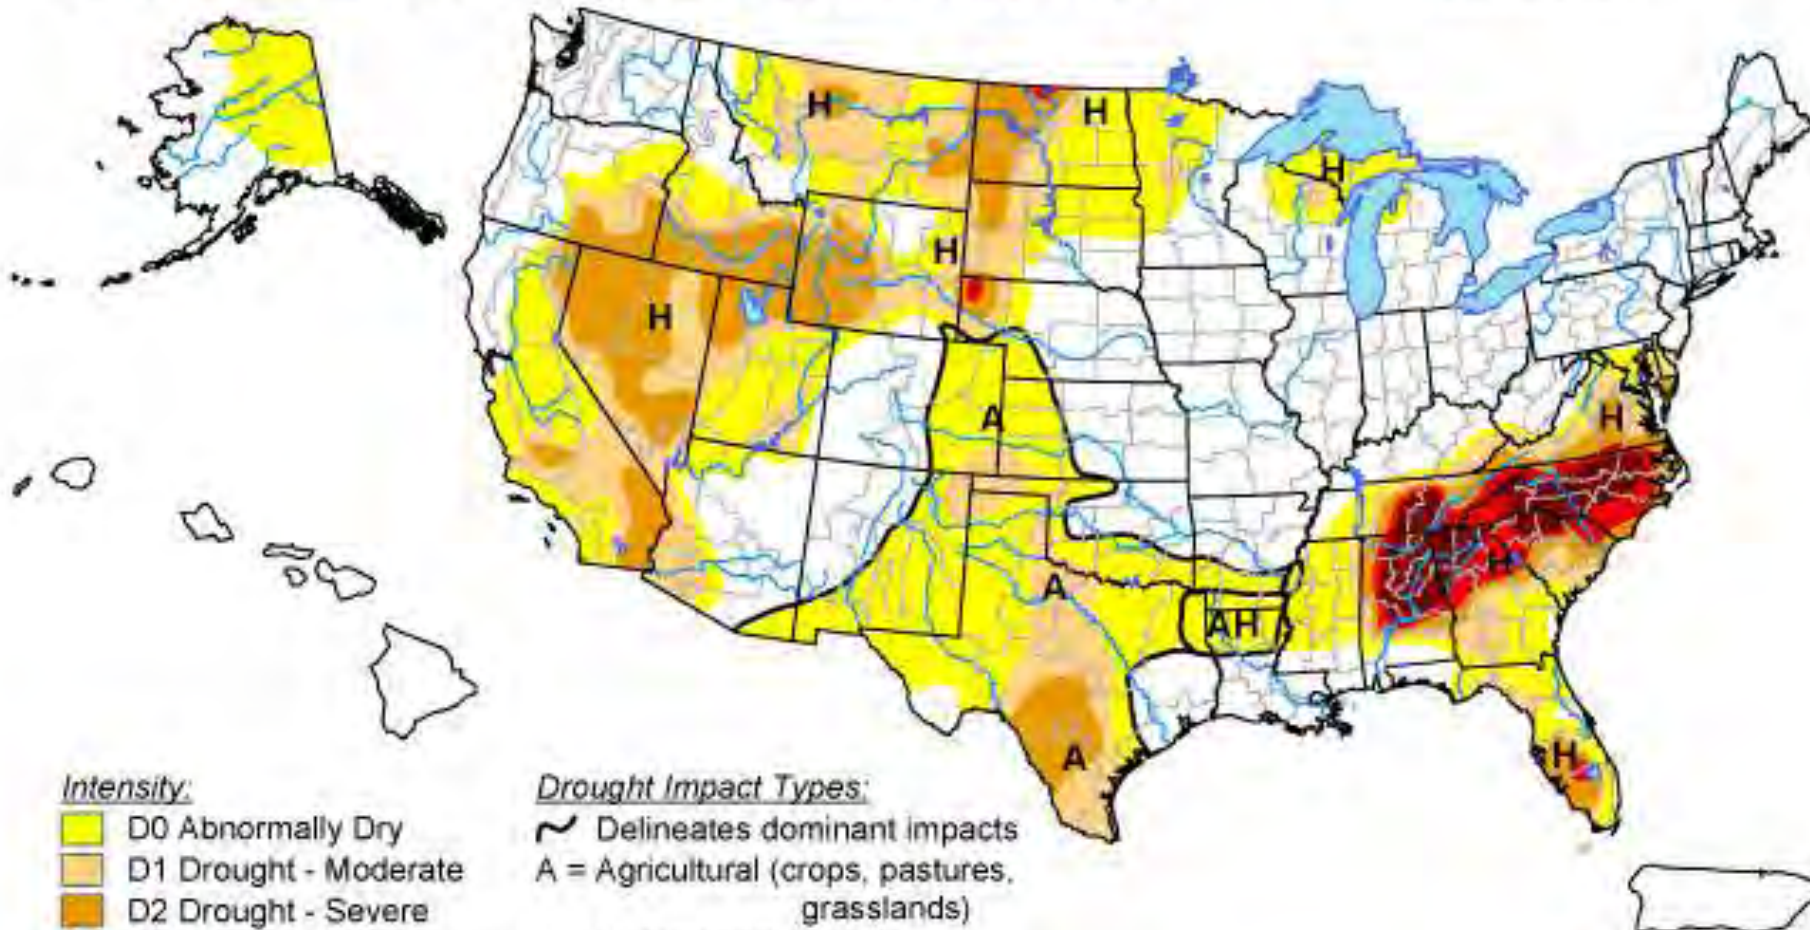 H
H
H
H
H
A
H
H
A
AH
A
H
Intensity:
D0 Abnormally Dry
D1 Drought - Moderate
D2 Drought - Severe
Drought Impact Types:
Delineates dominant impacts
A = Agricultural (crops, pastures,
grasslands)